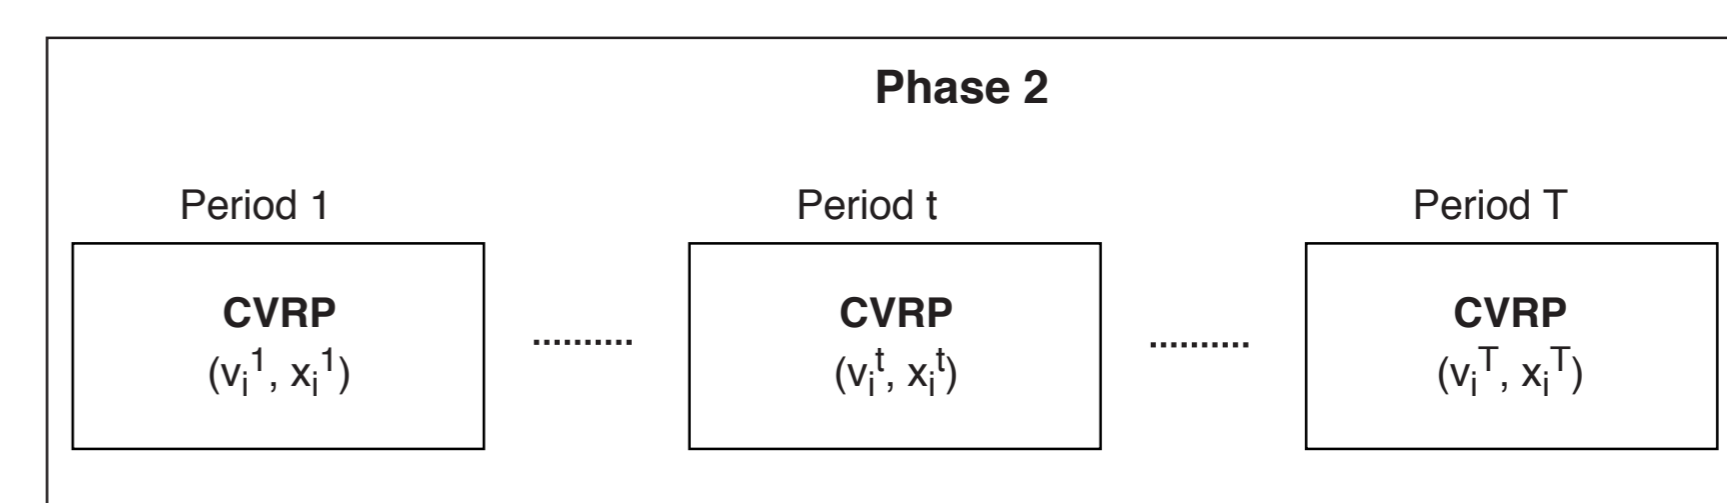 Phase 2
Period 1 Period t Period T
CVRP .......... CVRP .......... CVRP
(vᵢ¹, xᵢ¹) (vᵢᵗ, xᵢᵗ) (vᵢᵀ, xᵢᵀ)